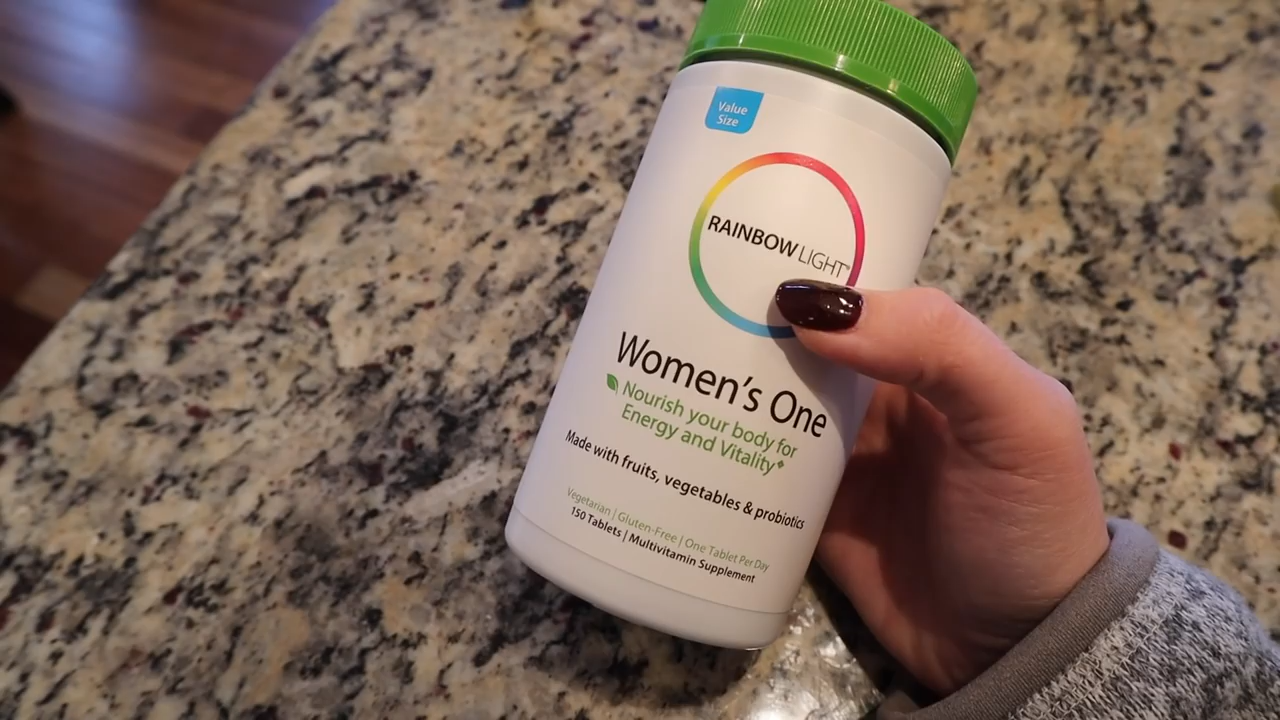 Value
Size
RAINBOW LIGHT®
Women's One
Nourish your body for
Energy and Vitality❖
Made with fruits, vegetables & probiotics
Vegetarian | Gluten-Free | One Tablet Per Day
150 Tablets | Multivitamin Supplement